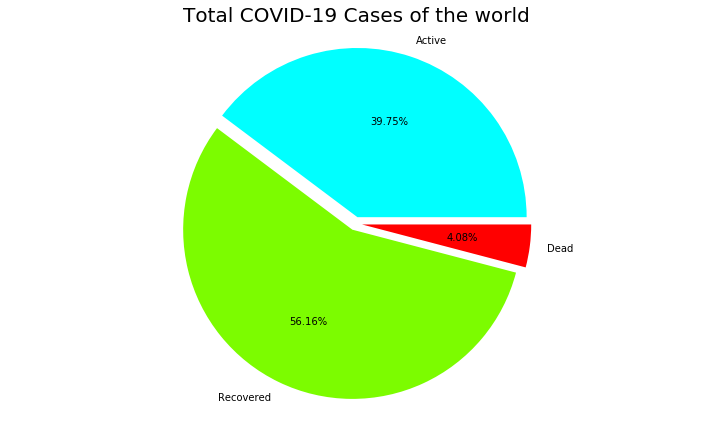 Total COVID-19 Cases of the world
Active
39.75%
4.08%
Dead
56.16%
Recovered